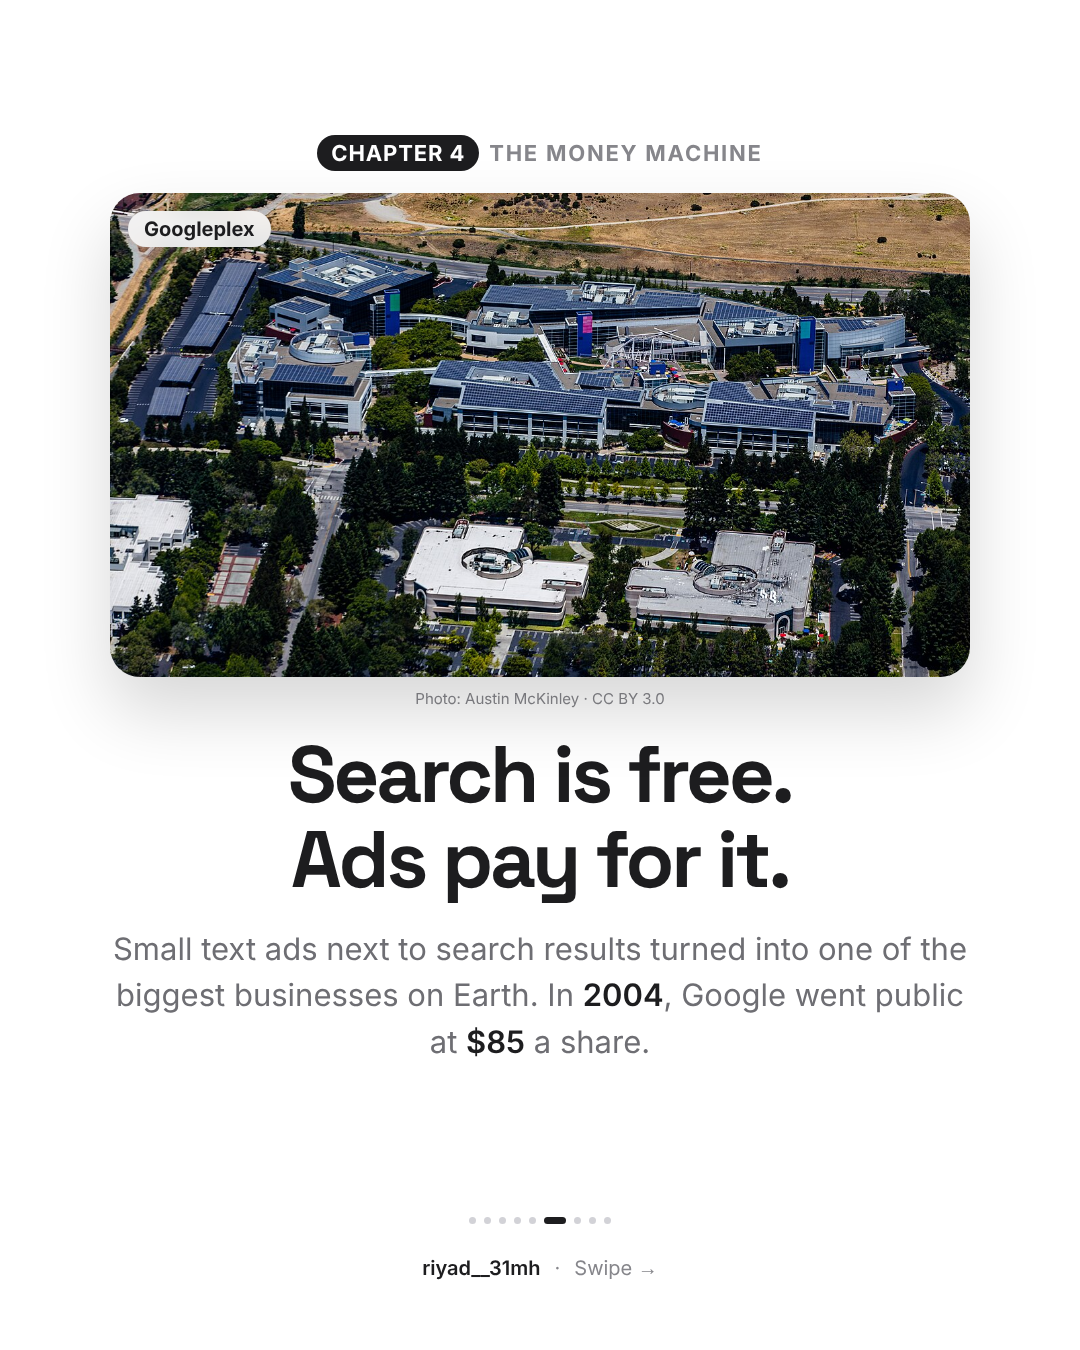 CHAPTER 4 THE MONEY MACHINE
Googleplex
Photo: Austin McKinley · CC BY 3.0
Search is free.
Ads pay for it.
Small text ads next to search results turned into one of the
biggest businesses on Earth. In 2004, Google went public
at $85 a share.
riyad__31mh · Swipe →